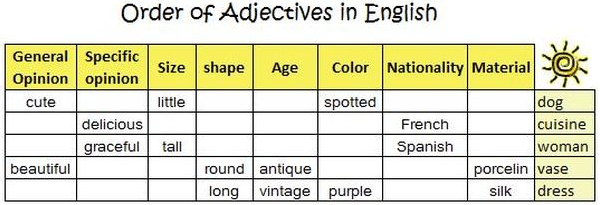 Order of Adjectives in English
General Opinion Specific opinion Size shape Age Color Nationality Material
cute little spotted dog
delicious French cuisine
graceful tall Spanish woman
beautiful round antique porcelin vase
long vintage purple silk dress